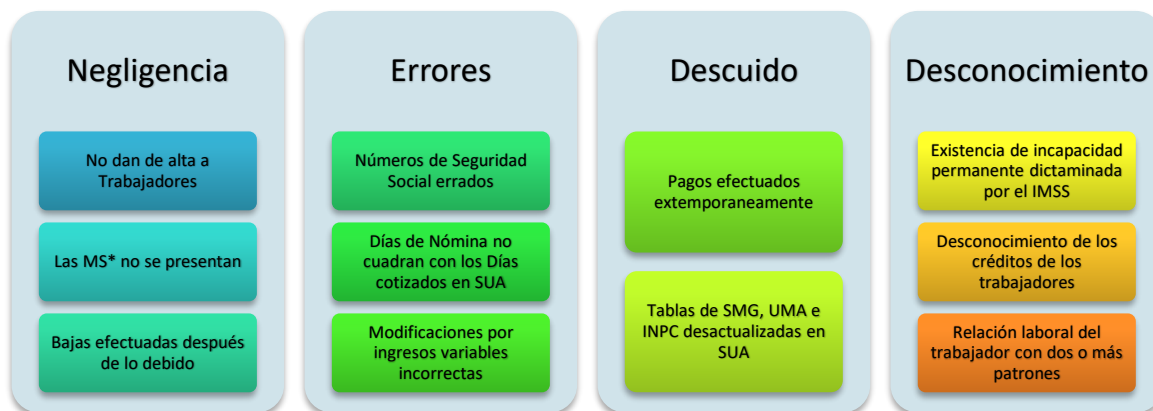 Negligencia
No dan de alta a
Trabajadores
Las MS* no se presentan
Bajas efectuadas después
de lo debido
Errores
Números de Seguridad
Social errados
Días de Nómina no
cuadran con los Días
cotizados en SUA
Modificaciones por
ingresos variables
incorrectas
Descuido
Pagos efectuados
extemporaneamente
Tablas de SMG, UMA e
INPC desactualizadas en
SUA
Desconocimiento
Existencia de incapacidad
permanente dictaminada
por el IMSS
Desconocimiento de los
créditos de los
trabajadores
Relación laboral del
trabajador con dos o más
patrones